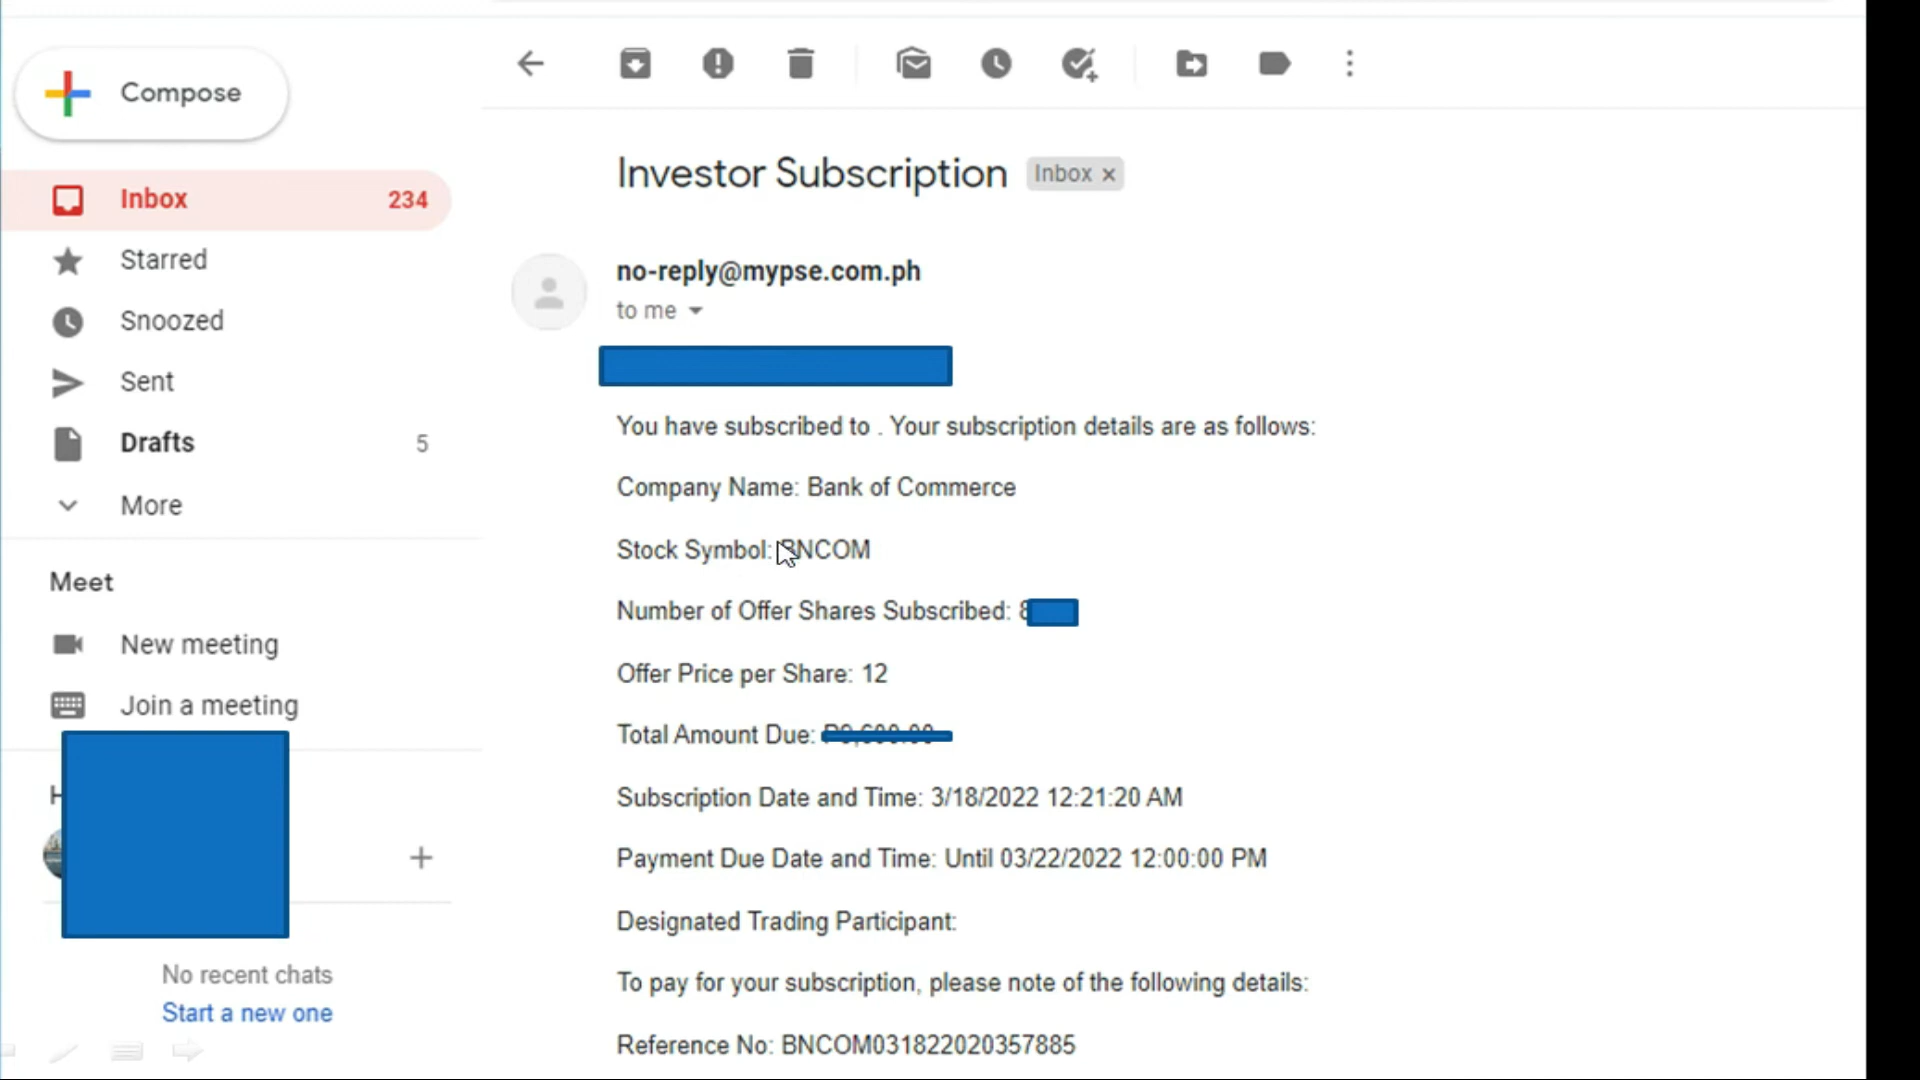 Compose
Inbox 234
Starred
Snoozed
Sent
Drafts 5
More
Meet
New meeting
Join a meeting
No recent chats
Start a new one
Investor Subscription Inbox ×
no-reply@mypse.com.ph
to me
You have subscribed to . Your subscription details are as follows:
Company Name: Bank of Commerce
Stock Symbol: BNCOM
Number of Offer Shares Subscribed: 8
Offer Price per Share: 12
Total Amount Due:
Subscription Date and Time: 3/18/2022 12:21:20 AM
Payment Due Date and Time: Until 03/22/2022 12:00:00 PM
Designated Trading Participant:
To pay for your subscription, please note of the following details:
Reference No: BNCOM031822020357885